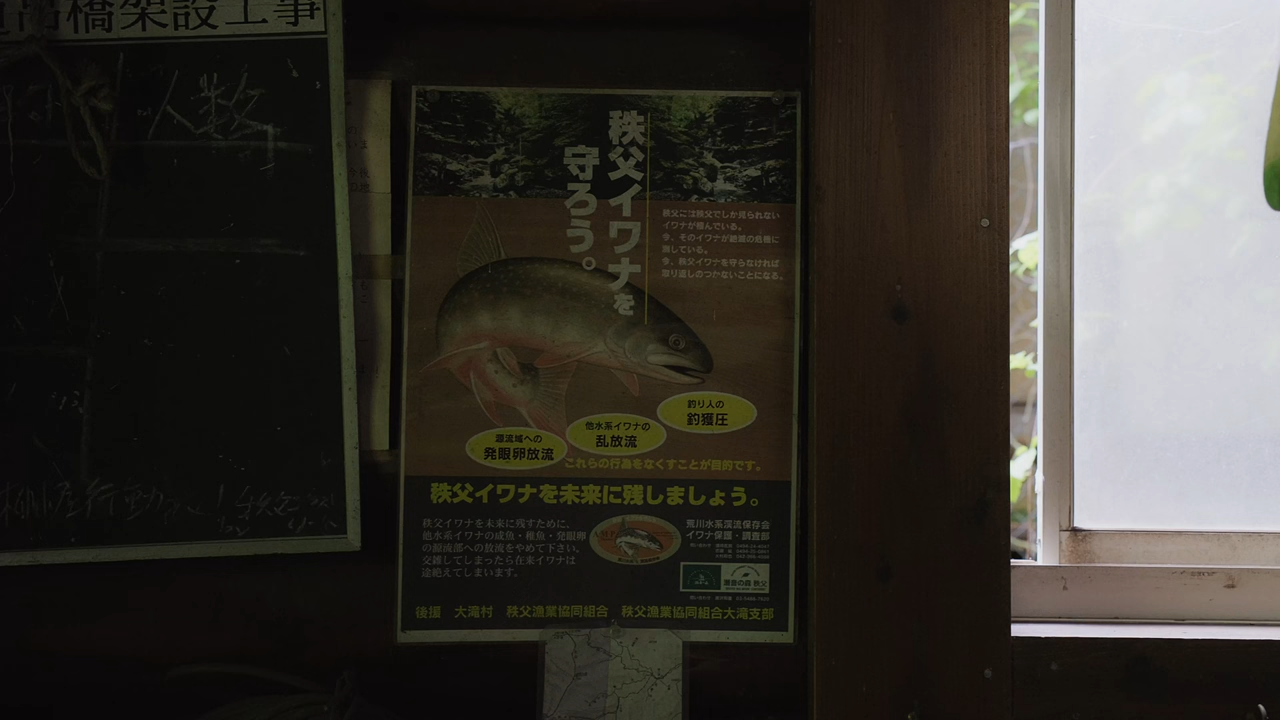 橋架設工事
人数
秩父イワナを
守ろう。
秩父には秩父でしか見られない
イワナが棲んでいる。
今、そのイワナが絶滅の危機に
瀕している。
今、秩父イワナを守らなければ
取り返しのつかないことになる。
釣り人の
釣獲圧
他水系イワナの
乱放流
源流域への
発眼卵放流
これらの行為をなくすことが目的です。
秩父イワナを未来に残しましょう。
秩父イワナを未来に残すために、
他水系イワナの成魚・稚魚・発眼卵
の源流部への放流をやめて下さい。
交雑してしまったら在来イワナは
途絶えてしまいます。
荒川水系渓流保存会
イワナ保護・調査部
源流の森 秩父
後援 大滝村 秩父漁業協同組合 秩父漁業協同組合大滝支部